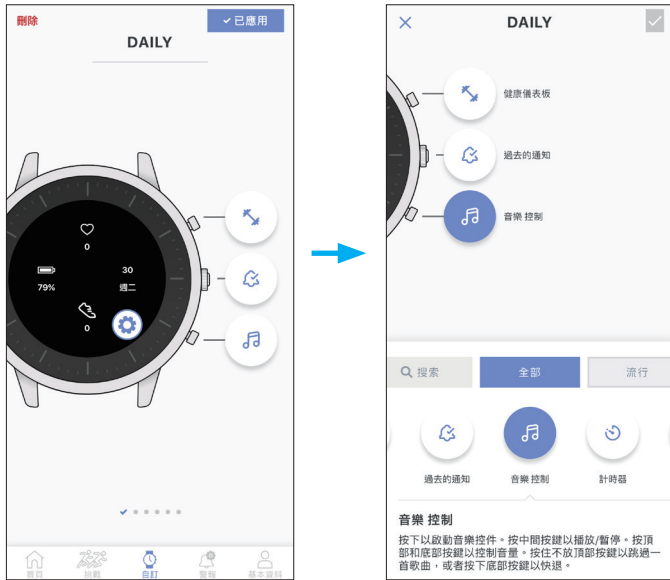 刪除
已應用
DAILY
0
79%
30
週二
0
首頁
挑戰
自訂
警報
基本資料
DAILY
健康儀表板
過去的通知
音樂 控制
搜索
全部
流行
過去的通知
音樂 控制
計時器
音樂 控制
按下以啟動音樂控件。按中間按鍵以播放/暫停。按頂
部和底部按鍵以控制音量。按住不放頂部按鍵以跳過一
首歌曲，或者按下底部按鍵以快退。